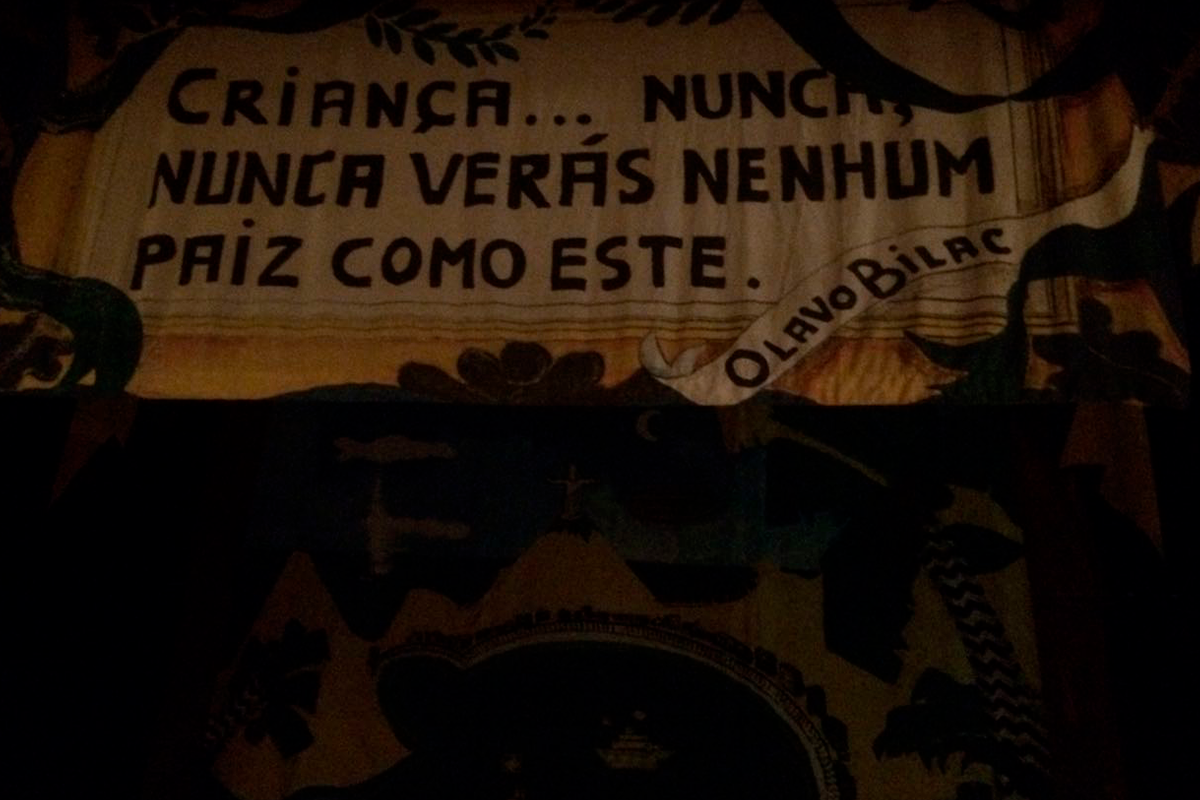 CRIANÇA... NUNCA,
NUNCA VERÁS NENHUM
PAIZ COMO ESTE.
OLAVO BILAC